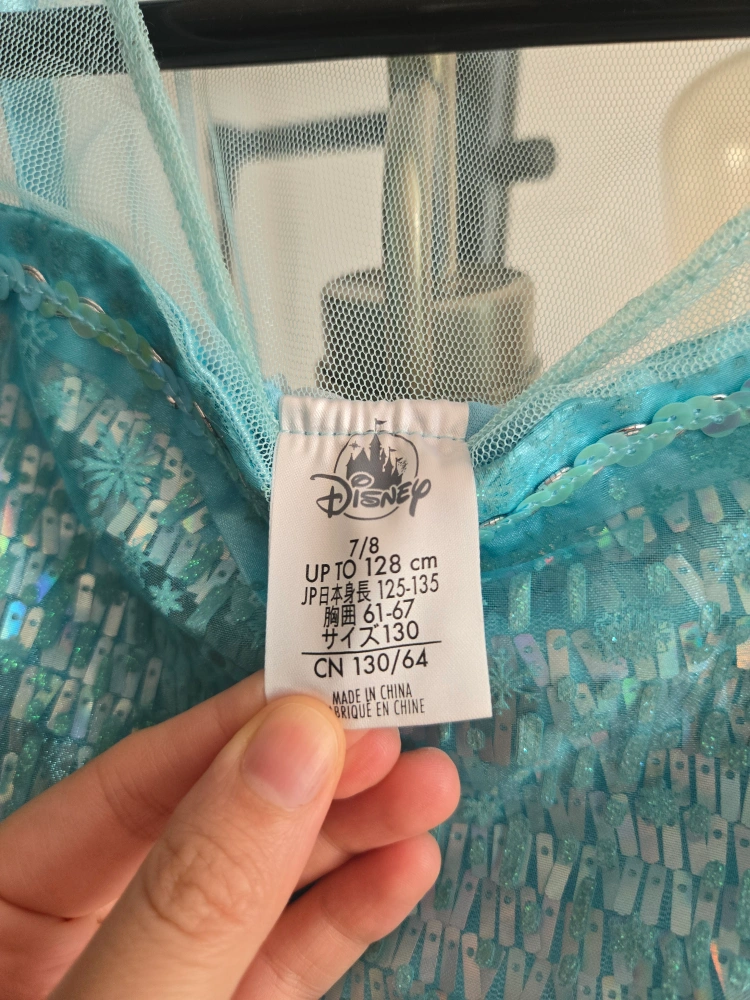 Disney
7/8
UP TO 128 cm
JP日本身長 125-135
胸囲 61-67
サイズ130
CN 130/64
MADE IN CHINA
EN CHINE